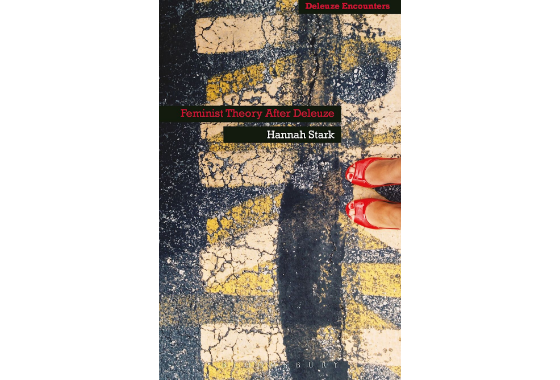 Deleuze Encounters
Feminist Theory After Deleuze
Hannah Stark